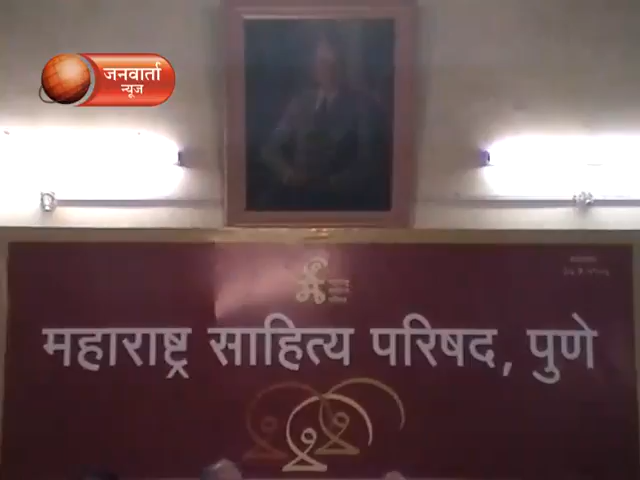 जनवार्ता
न्यूज
महाराष्ट्र साहित्य परिषद, पुणे